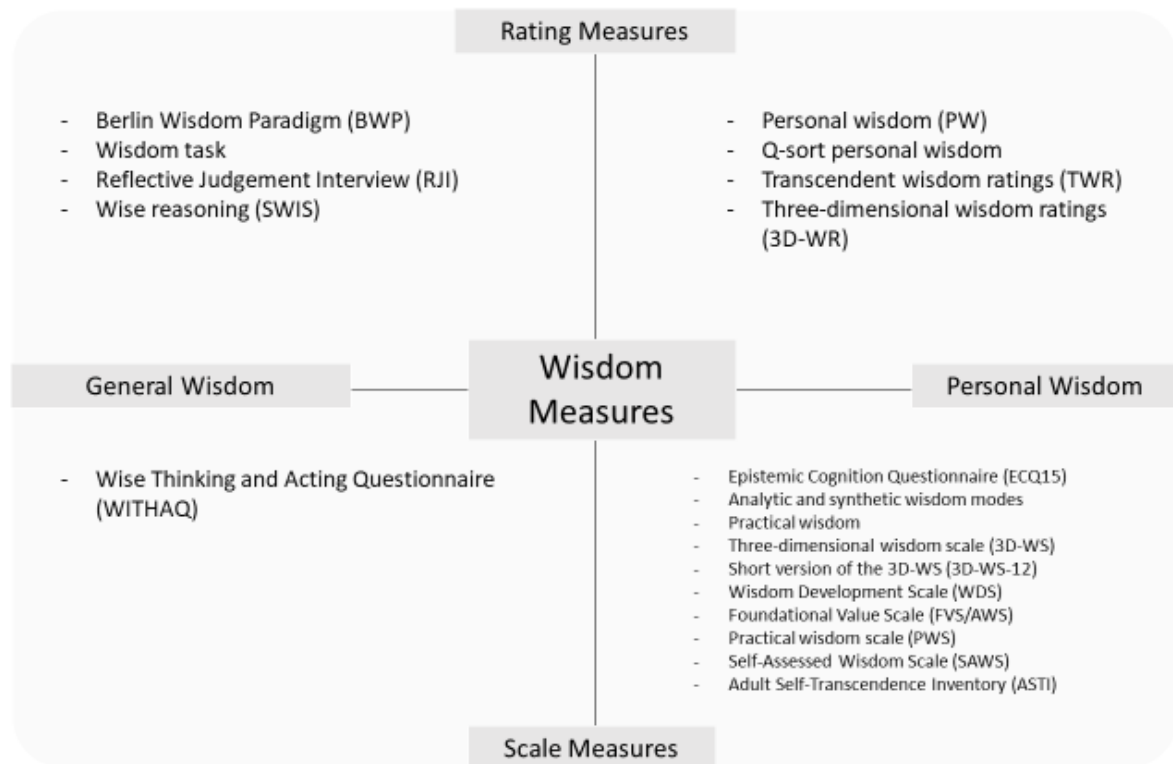 Rating Measures
- Berlin Wisdom Paradigm (BWP)
- Wisdom task
- Reflective Judgement Interview (RJI)
- Wise reasoning (SWIS)
- Personal wisdom (PW)
- Q-sort personal wisdom
- Transcendent wisdom ratings (TWR)
- Three-dimensional wisdom ratings
(3D-WR)
General Wisdom
Wisdom
Measures
Personal Wisdom
- Wise Thinking and Acting Questionnaire
(WITHAQ)
- Epistemic Cognition Questionnaire (ECQ15)
- Analytic and synthetic wisdom modes
- Practical wisdom
- Three-dimensional wisdom scale (3D-WS)
- Short version of the 3D-WS (3D-WS-12)
- Wisdom Development Scale (WDS)
- Foundational Value Scale (FVS/AWS)
- Practical wisdom scale (PWS)
- Self-Assessed Wisdom Scale (SAWS)
- Adult Self-Transcendence Inventory (ASTI)
Scale Measures